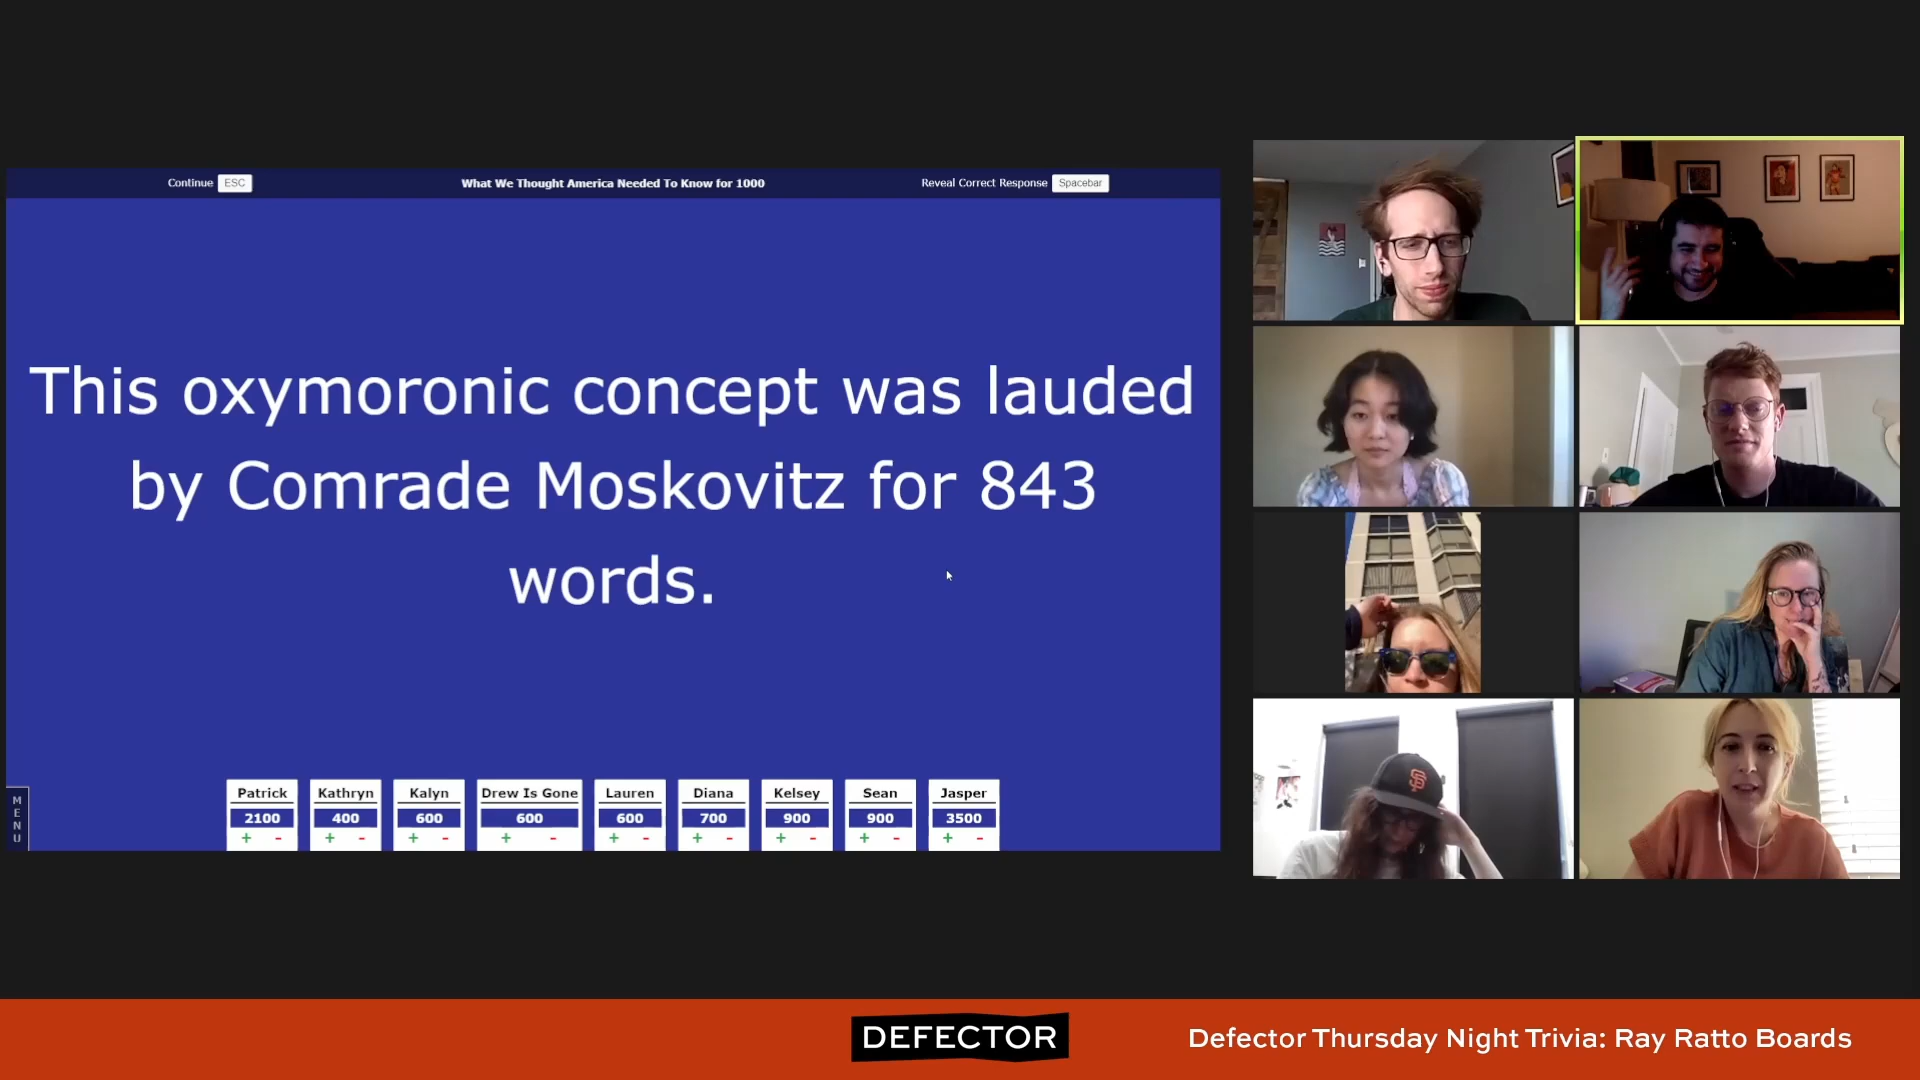 Continue ESC What We Thought America Needed To Know for 1000 Reveal Correct Response Spacebar
This oxymoronic concept was lauded
by Comrade Moskovitz for 843
words.
MENU
Patrick Kathryn Kalyn Drew Is Gone Lauren Diana Kelsey Sean Jasper
2100 400 600 600 600 700 900 900 3500
+ - + - + - + - + - + - + - + - + -
SF
DEFECTOR
Defector Thursday Night Trivia: Ray Ratto Boards